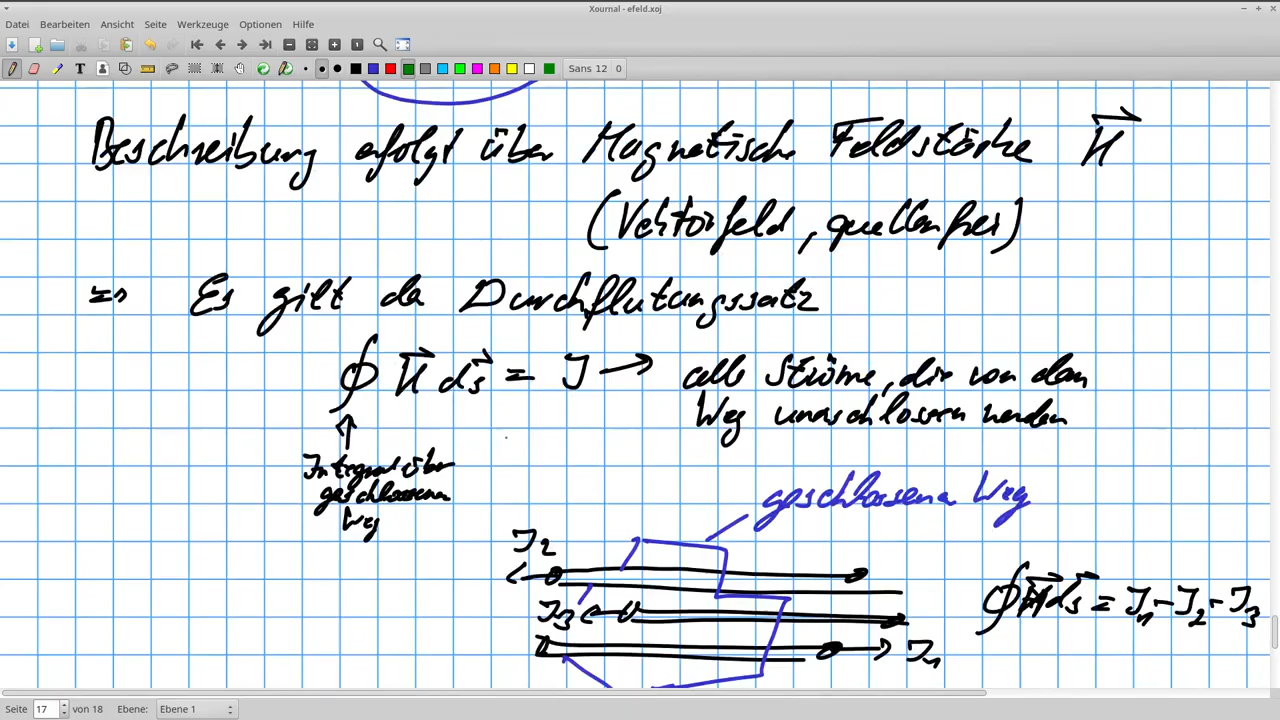 Xournal - efeld.xoj
Datei Bearbeiten Ansicht Seite Werkzeuge Optionen Hilfe
Sans 12 0
Beschreibung erfolgt über Magnetische Feldstärke H
(Vektorfeld, quellenfrei)
=> Es gilt da Durchflutungssatz
∮ H ds = I → alle Ströme, die von dem
Weg umschlossen werden
Integral über
geschlossenen
Weg
geschlossener Weg
I2
I3
I1
∮ H ds = I1 - I2 - I3
Seite 17 von 18 Ebene: Ebene 1